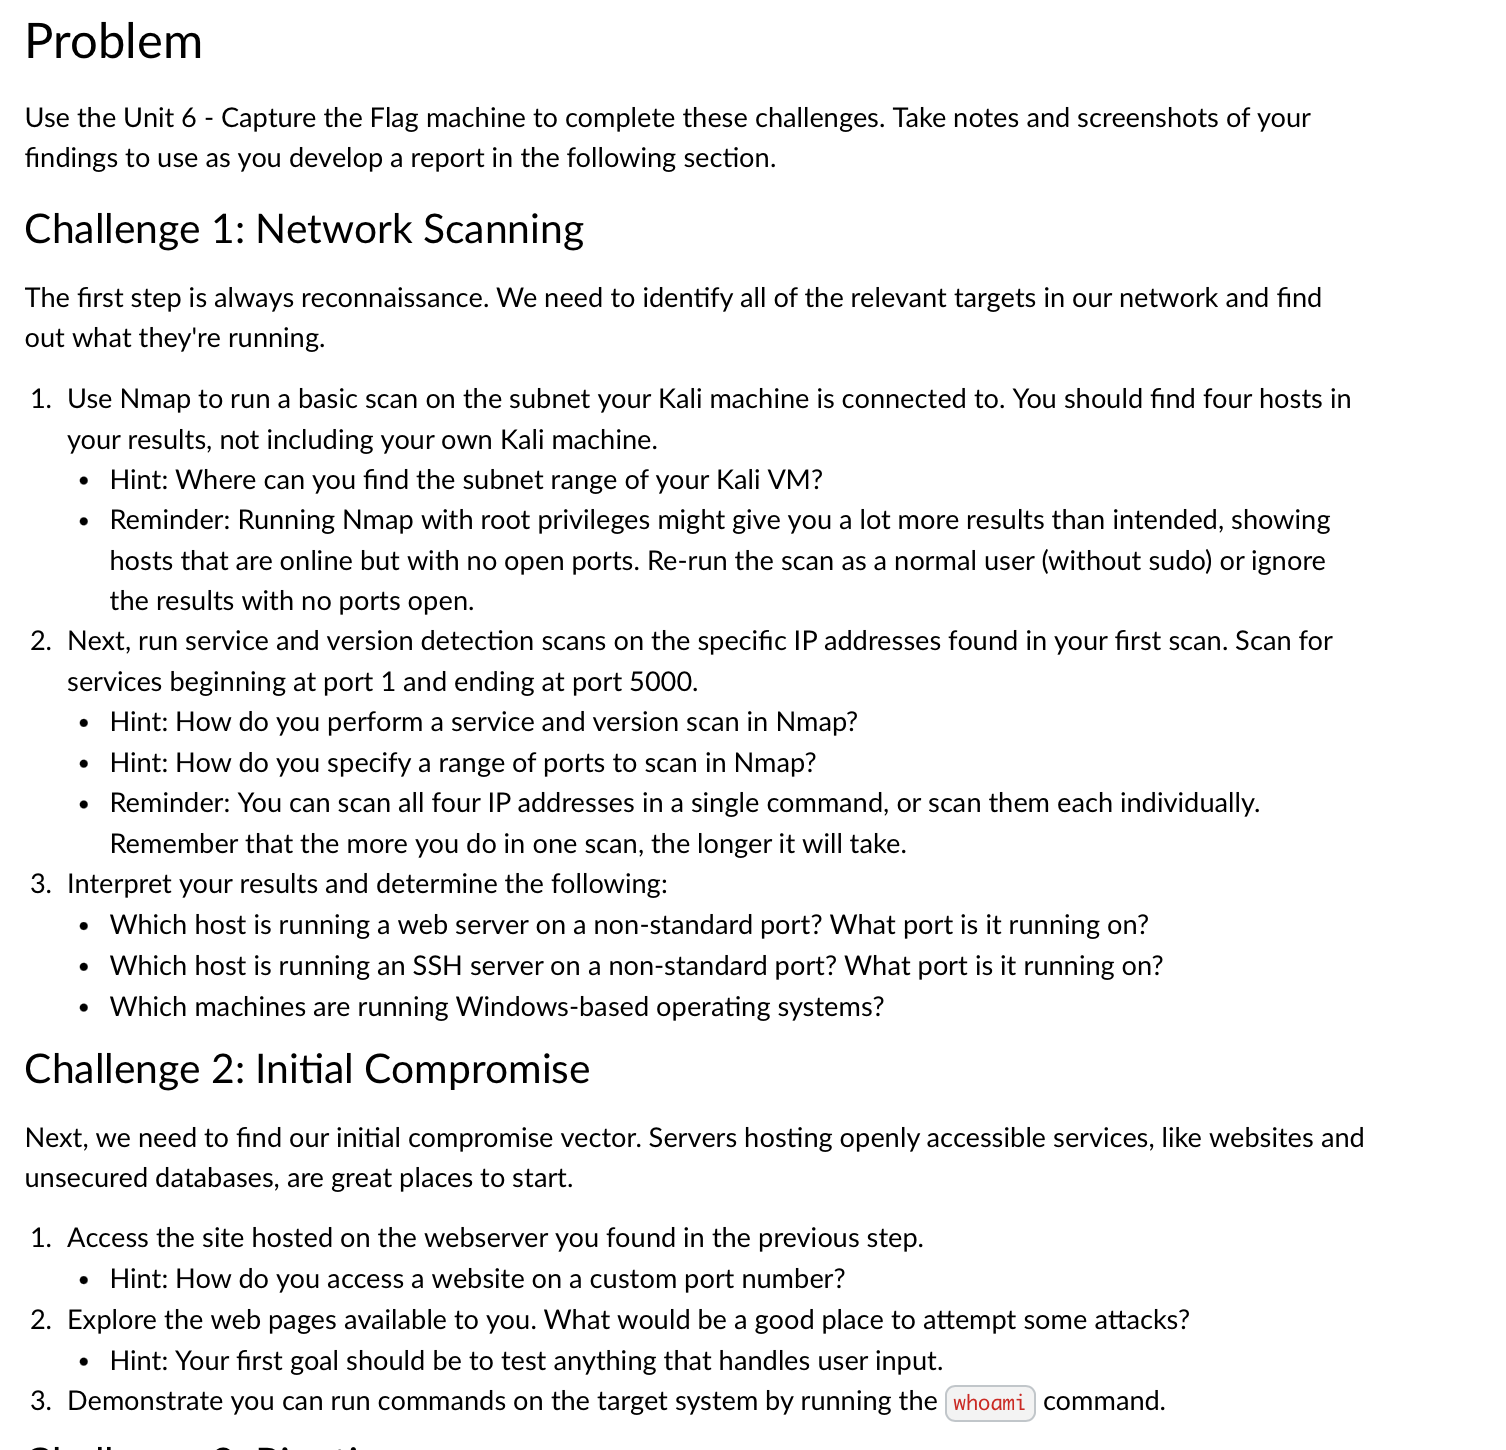 Problem
Use the Unit 6 - Capture the Flag machine to complete these challenges. Take notes and screenshots of your
findings to use as you develop a report in the following section.
Challenge 1: Network Scanning
The first step is always reconnaissance. We need to identify all of the relevant targets in our network and find
out what they're running.
1. Use Nmap to run a basic scan on the subnet your Kali machine is connected to. You should find four hosts in
your results, not including your own Kali machine.
• Hint: Where can you find the subnet range of your Kali VM?
• Reminder: Running Nmap with root privileges might give you a lot more results than intended, showing
hosts that are online but with no open ports. Re-run the scan as a normal user (without sudo) or ignore
the results with no ports open.
2. Next, run service and version detection scans on the specific IP addresses found in your first scan. Scan for
services beginning at port 1 and ending at port 5000.
• Hint: How do you perform a service and version scan in Nmap?
• Hint: How do you specify a range of ports to scan in Nmap?
• Reminder: You can scan all four IP addresses in a single command, or scan them each individually.
Remember that the more you do in one scan, the longer it will take.
3. Interpret your results and determine the following:
• Which host is running a web server on a non-standard port? What port is it running on?
• Which host is running an SSH server on a non-standard port? What port is it running on?
• Which machines are running Windows-based operating systems?
Challenge 2: Initial Compromise
Next, we need to find our initial compromise vector. Servers hosting openly accessible services, like websites and
unsecured databases, are great places to start.
1. Access the site hosted on the webserver you found in the previous step.
• Hint: How do you access a website on a custom port number?
2. Explore the web pages available to you. What would be a good place to attempt some attacks?
• Hint: Your first goal should be to test anything that handles user input.
3. Demonstrate you can run commands on the target system by running the whoami command.